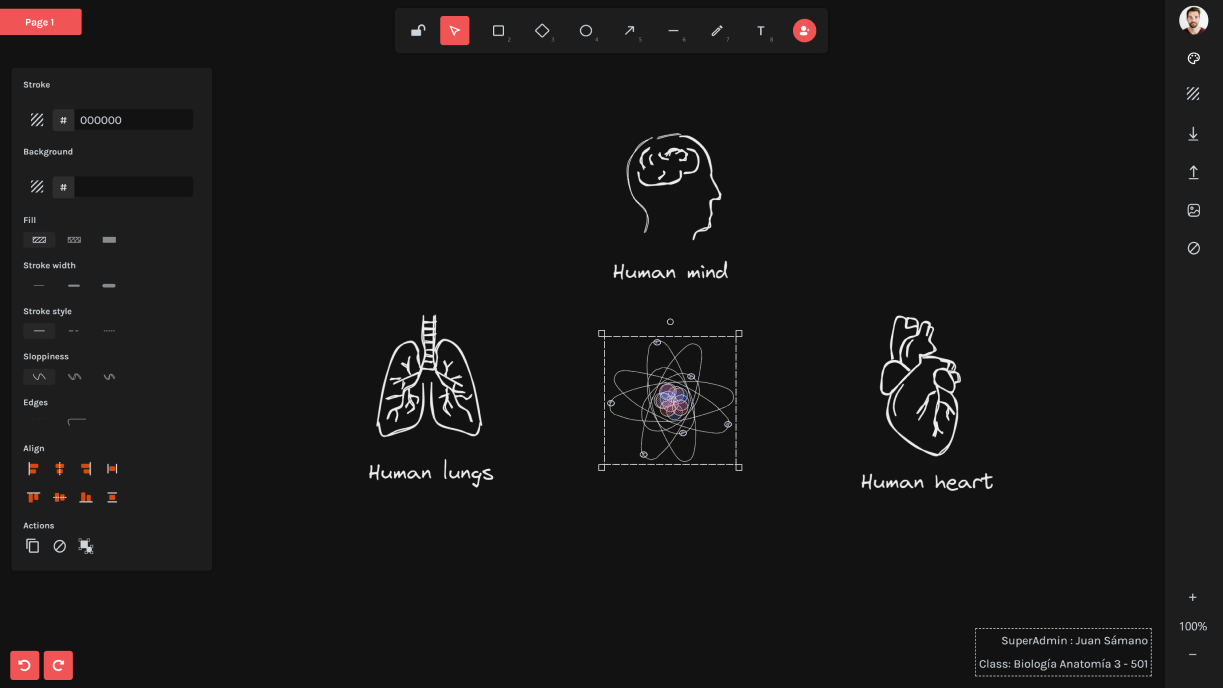 Page 1
2
3
4
5
6
7
T
8
Stroke
# 000000
Background
#
Fill
Stroke width
Stroke style
Sloppiness
Edges
Align
Actions
Human mind
Human lungs
Human heart
SuperAdmin : Juan Sámano
Class: Biología Anatomía 3 - 501
+
100%
−